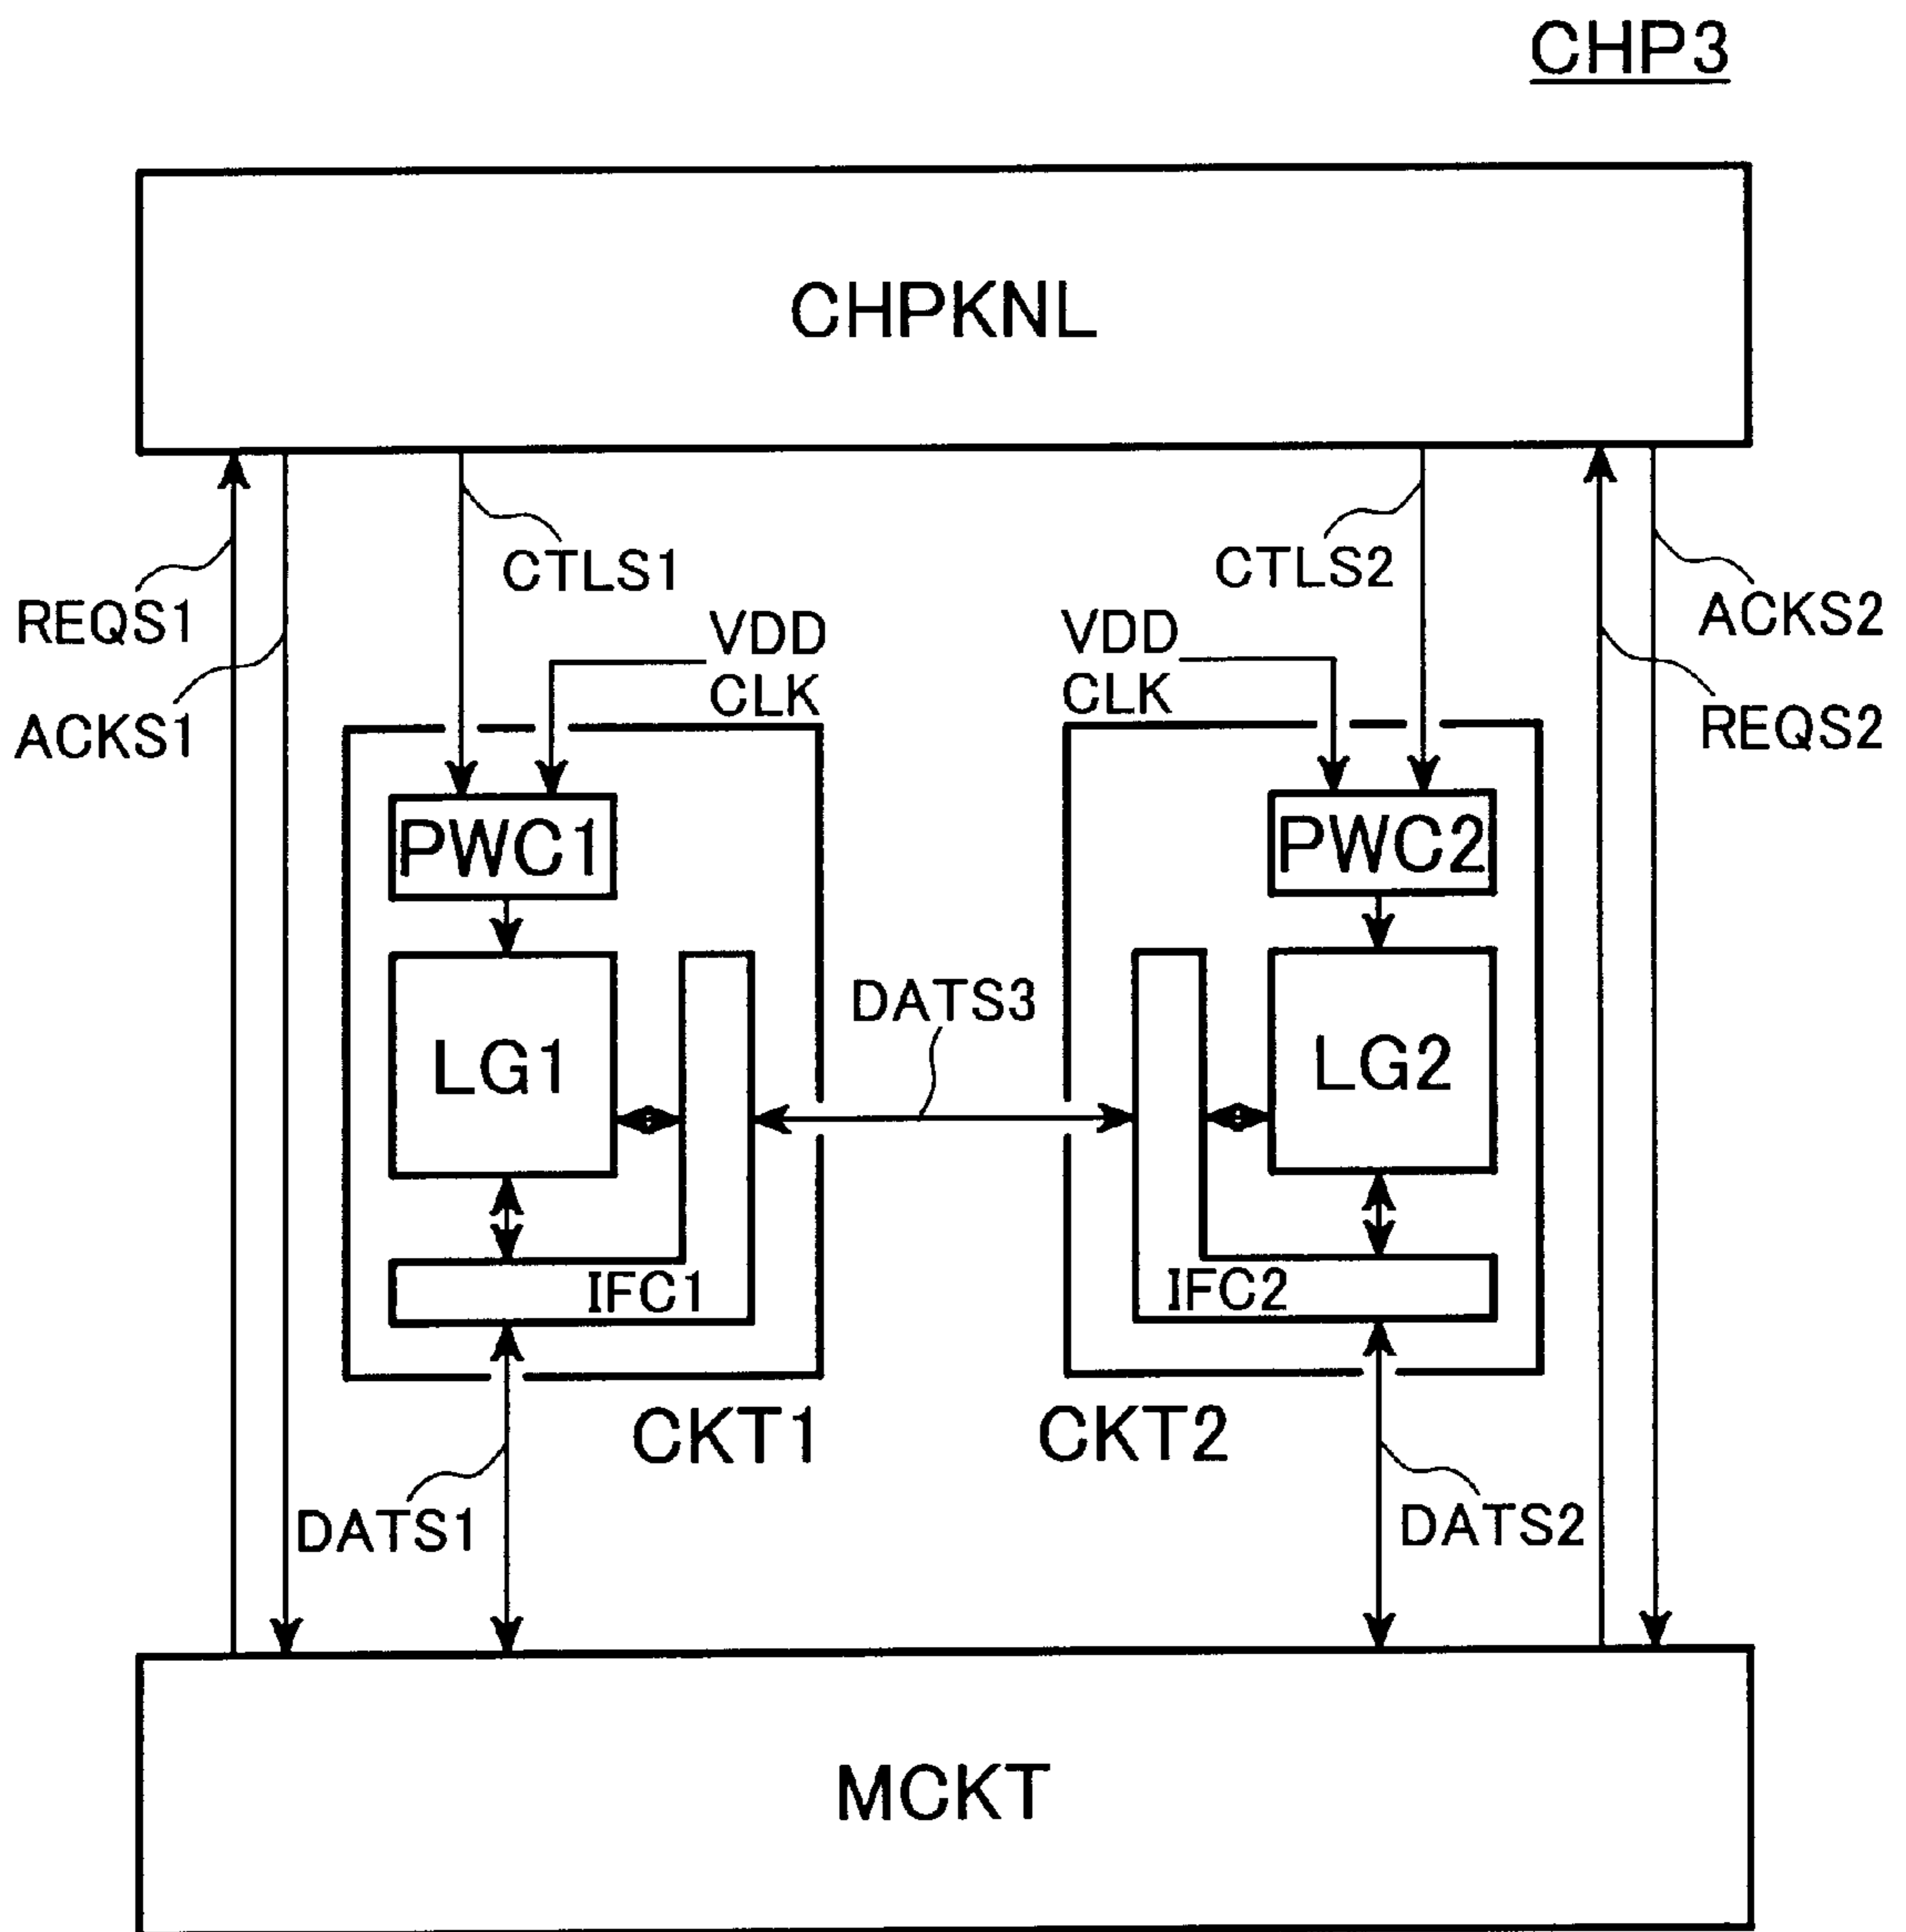 CHP3
CHPKNL
CTLS1
CTLS2
REQS1
ACKS2
VDD
CLK
VDD
CLK
ACKS1
REQS2
PWC1
PWC2
DATS3
LG1
LG2
IFC1
IFC2
CKT1
CKT2
DATS1
DATS2
MCKT